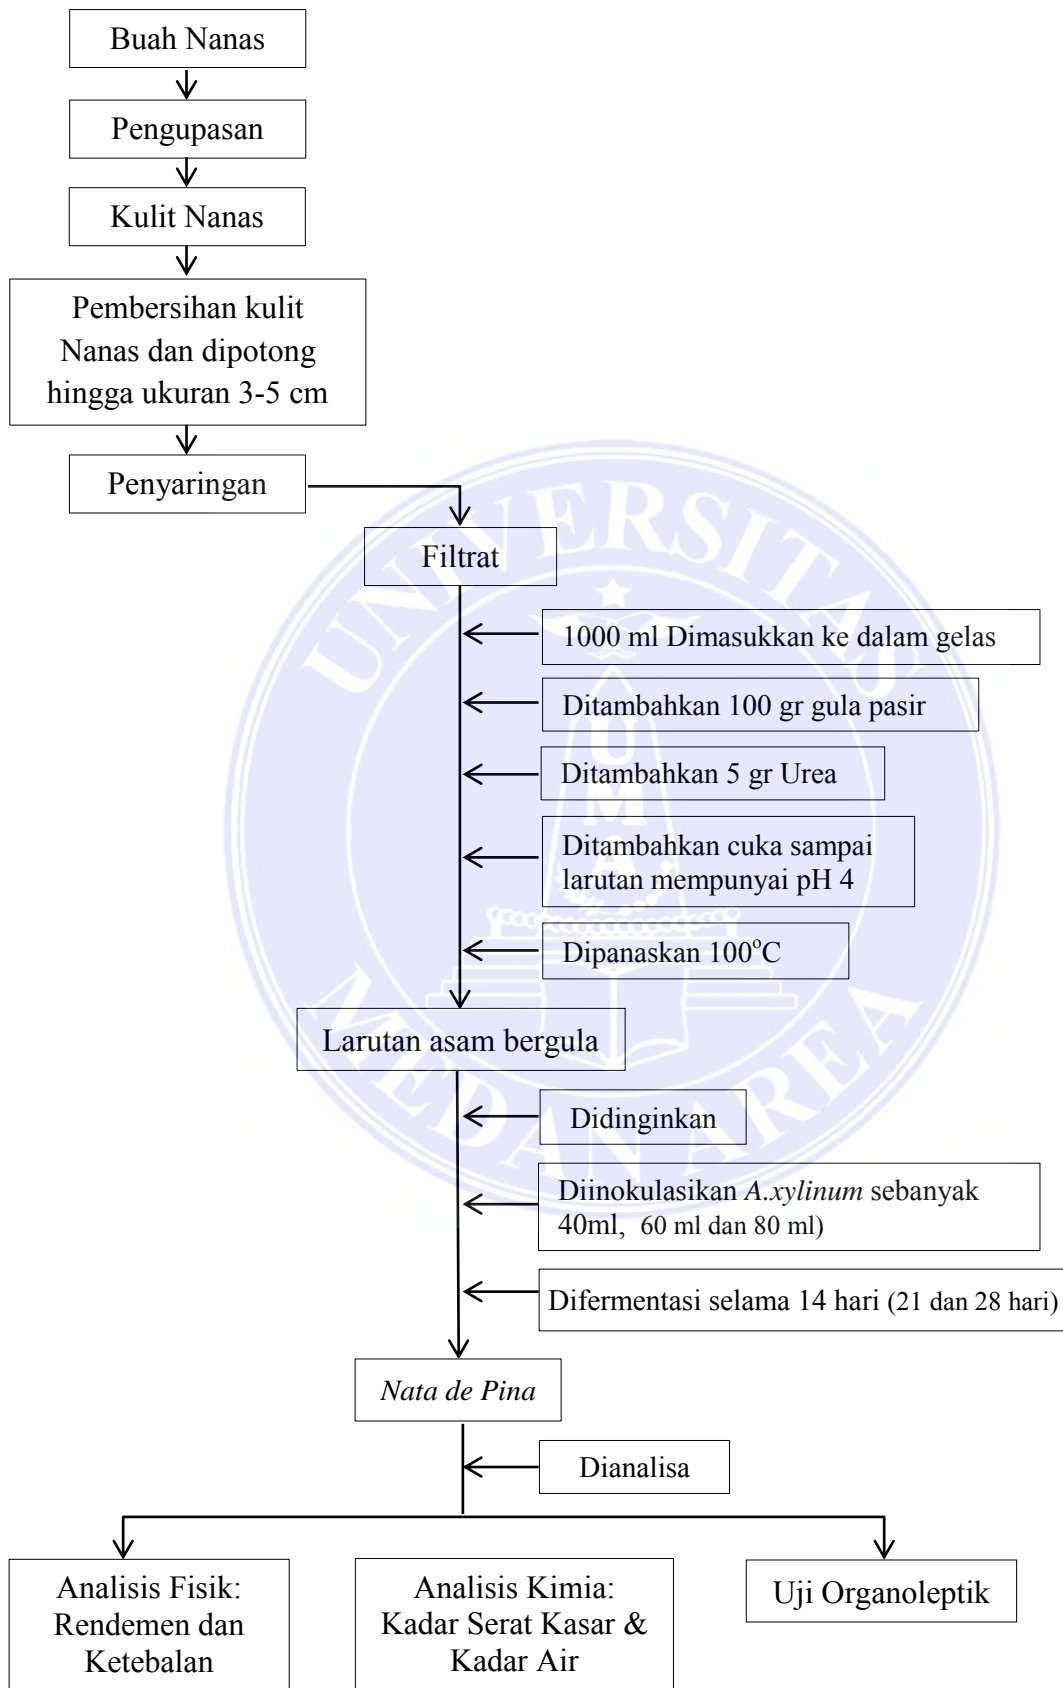 Buah Nanas
Pengupasan
Kulit Nanas
Pembersihan kulit
Nanas dan dipotong
hingga ukuran 3-5 cm
Penyaringan
Filtrat
1000 ml Dimasukkan ke dalam gelas
Ditambahkan 100 gr gula pasir
Ditambahkan 5 gr Urea
Ditambahkan cuka sampai
larutan mempunyai pH 4
Dipanaskan 100°C
Larutan asam bergula
Didinginkan
Diinokulasikan A.xylinum sebanyak
40ml, 60 ml dan 80 ml)
Difermentasi selama 14 hari (21 dan 28 hari)
Nata de Pina
Dianalisa
Analisis Fisik:
Rendemen dan
Ketebalan
Analisis Kimia:
Kadar Serat Kasar &
Kadar Air
Uji Organoleptik
UNIVERSITAS
UMA
MEDAN AREA